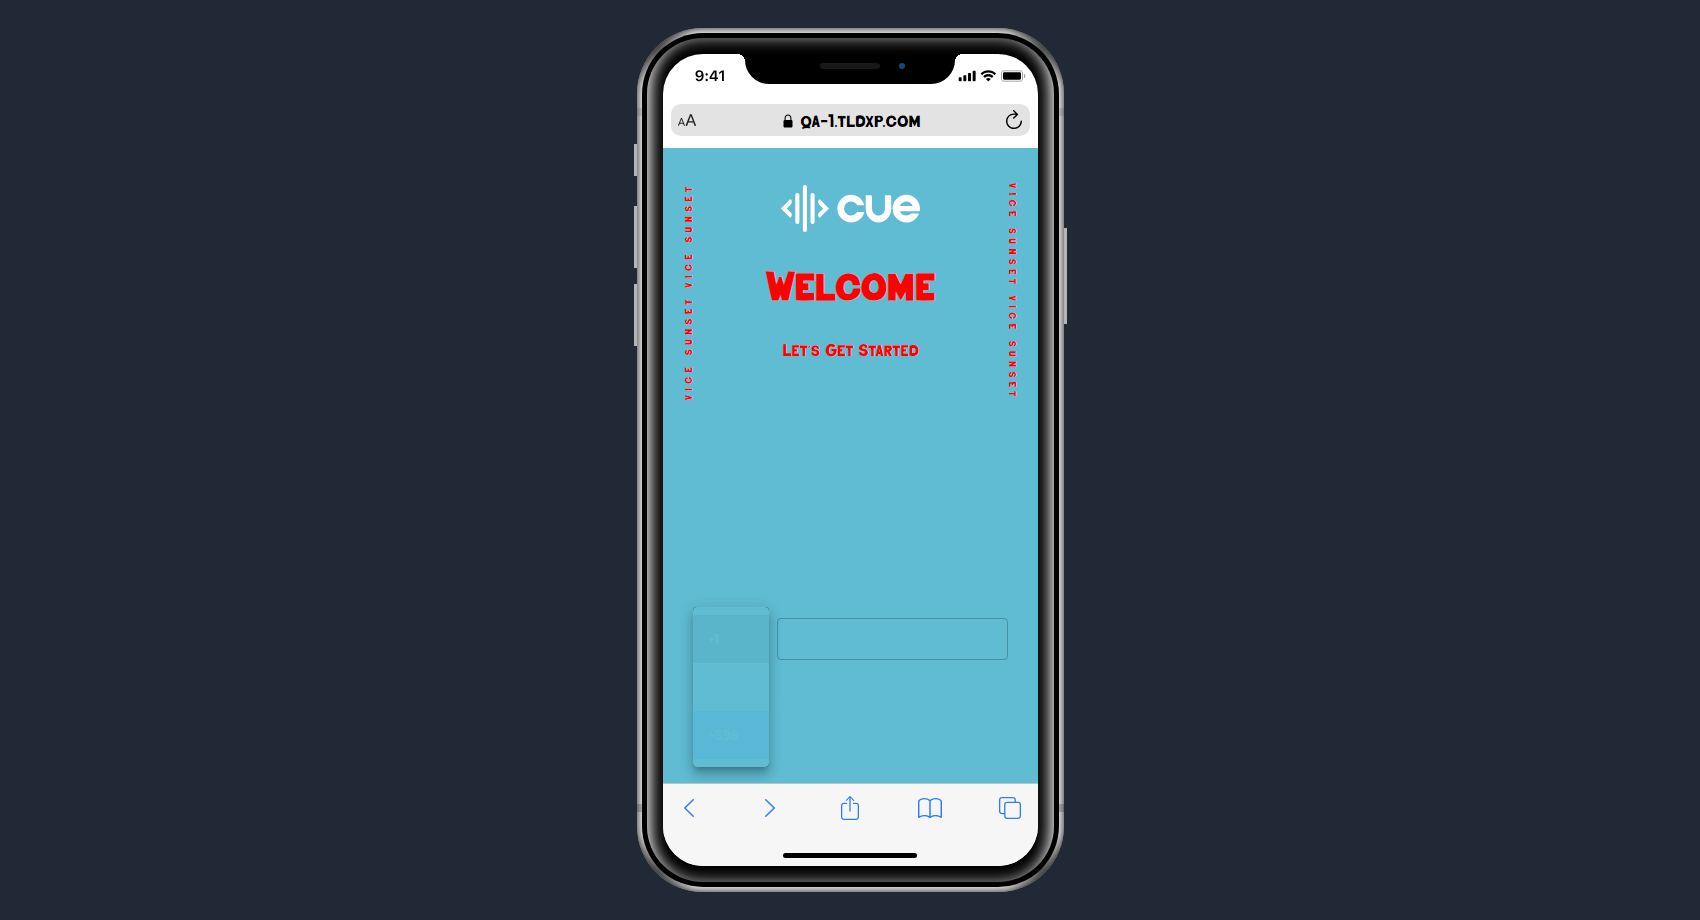 9:41
AA
QA-1.TLDXP.COM
cue
VICE SUNSET VICE SUNSET
VICE SUNSET VICE SUNSET
WELCOME
LET'S GET STARTED
+1